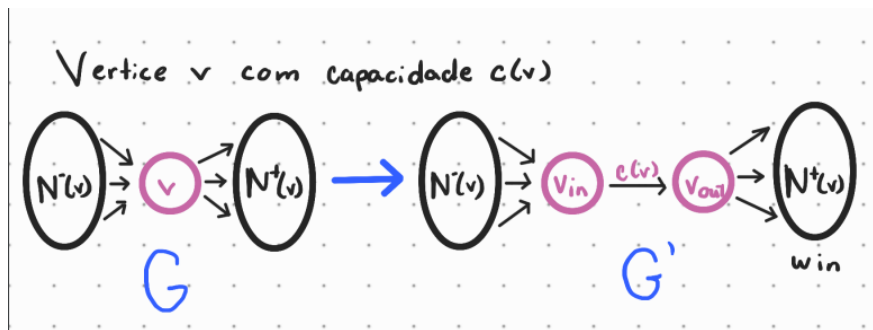 Vertice v com capacidade c(v)
N⁻(v) v N⁺(v) N⁻(v) Vin c(v) Vout N⁺(v)
win
G G'